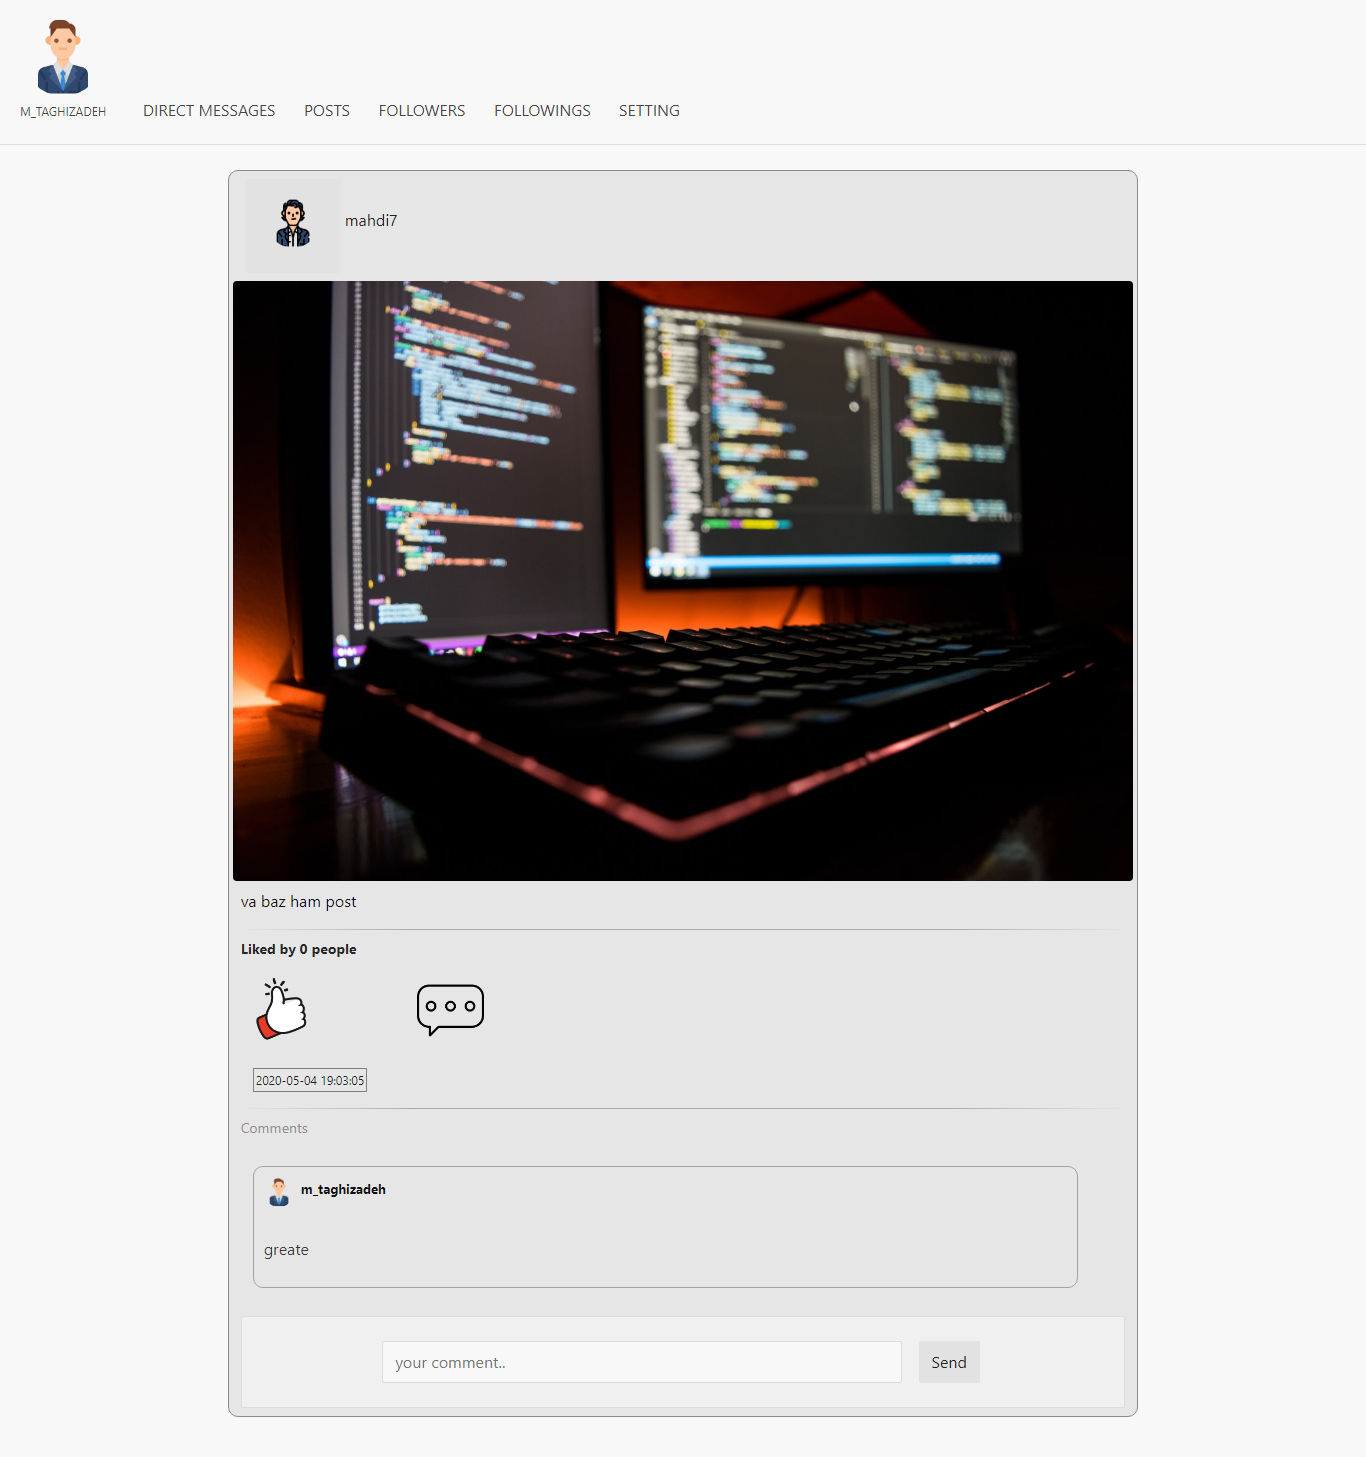 M_TAGHIZADEH DIRECT MESSAGES POSTS FOLLOWERS FOLLOWINGS SETTING
mahdi7
va baz ham post
Liked by 0 people
2020-05-04 19:03:05
Comments
m_taghizadeh
greate
your comment.. Send